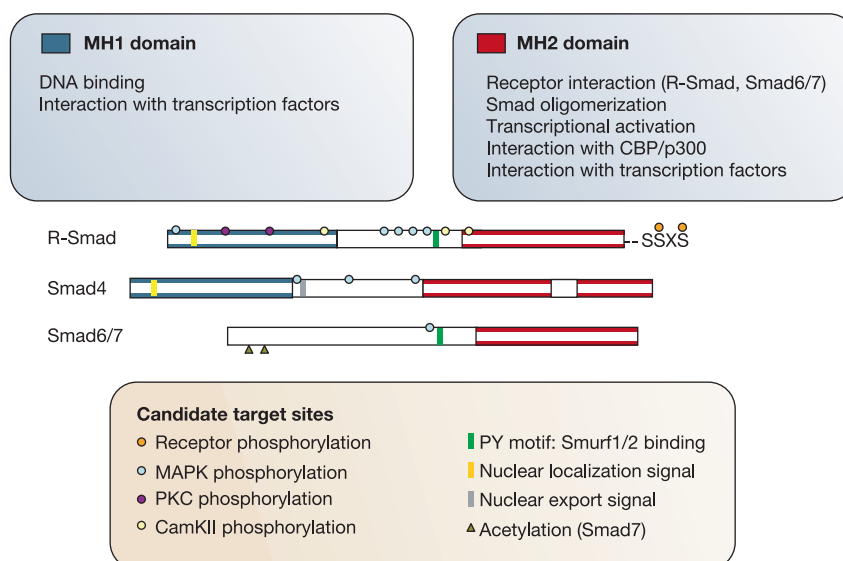 MH1 domain
DNA binding
Interaction with transcription factors
MH2 domain
Receptor interaction (R-Smad, Smad6/7)
Smad oligomerization
Transcriptional activation
Interaction with CBP/p300
Interaction with transcription factors
R-Smad
SSXS
Smad4
Smad6/7
Candidate target sites
Receptor phosphorylation
MAPK phosphorylation
PKC phosphorylation
CamKII phosphorylation
PY motif: Smurf1/2 binding
Nuclear localization signal
Nuclear export signal
Acetylation (Smad7)